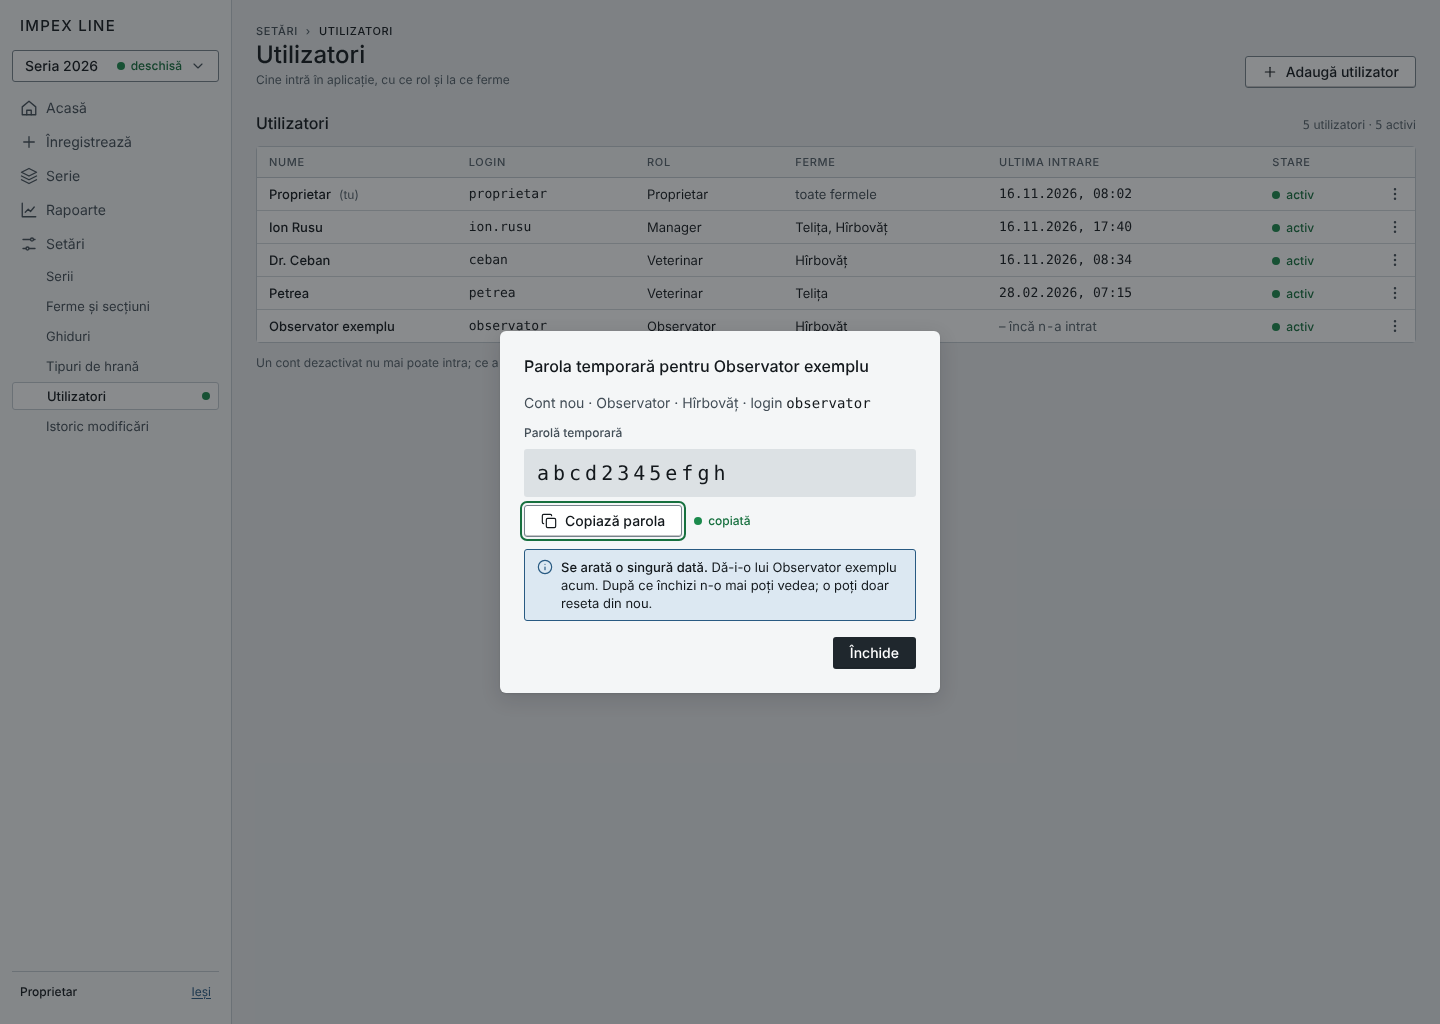 IMPEX LINE
Seria 2026 deschisă
Acasă
Înregistrează
Serie
Rapoarte
Setări
Serii
Ferme și secțiuni
Ghiduri
Tipuri de hrană
Utilizatori
Istoric modificări
Proprietar Ieși
SETĂRI › UTILIZATORI
Utilizatori
Cine intră în aplicație, cu ce rol și la ce ferme
Adaugă utilizator
Utilizatori
5 utilizatori · 5 activi
NUME LOGIN ROL FERME ULTIMA INTRARE STARE
Proprietar (tu) proprietar Proprietar toate fermele 16.11.2026, 08:02 activ
Ion Rusu ion.rusu Manager Telița, Hîrbovăț 16.11.2026, 17:40 activ
Dr. Ceban ceban Veterinar Hîrbovăț 16.11.2026, 08:34 activ
Petrea petrea Veterinar Telița 28.02.2026, 07:15 activ
Observator exemplu observator Observator Hîrbovăț – încă n-a intrat activ
Un cont dezactivat nu mai poate intra; ce a
Parola temporară pentru Observator exemplu
Cont nou · Observator · Hîrbovăț · login observator
Parolă temporară
abcd2345efgh
Copiază parola copiată
Se arată o singură dată. Dă-i-o lui Observator exemplu
acum. După ce închizi n-o mai poți vedea; o poți doar
reseta din nou.
Închide